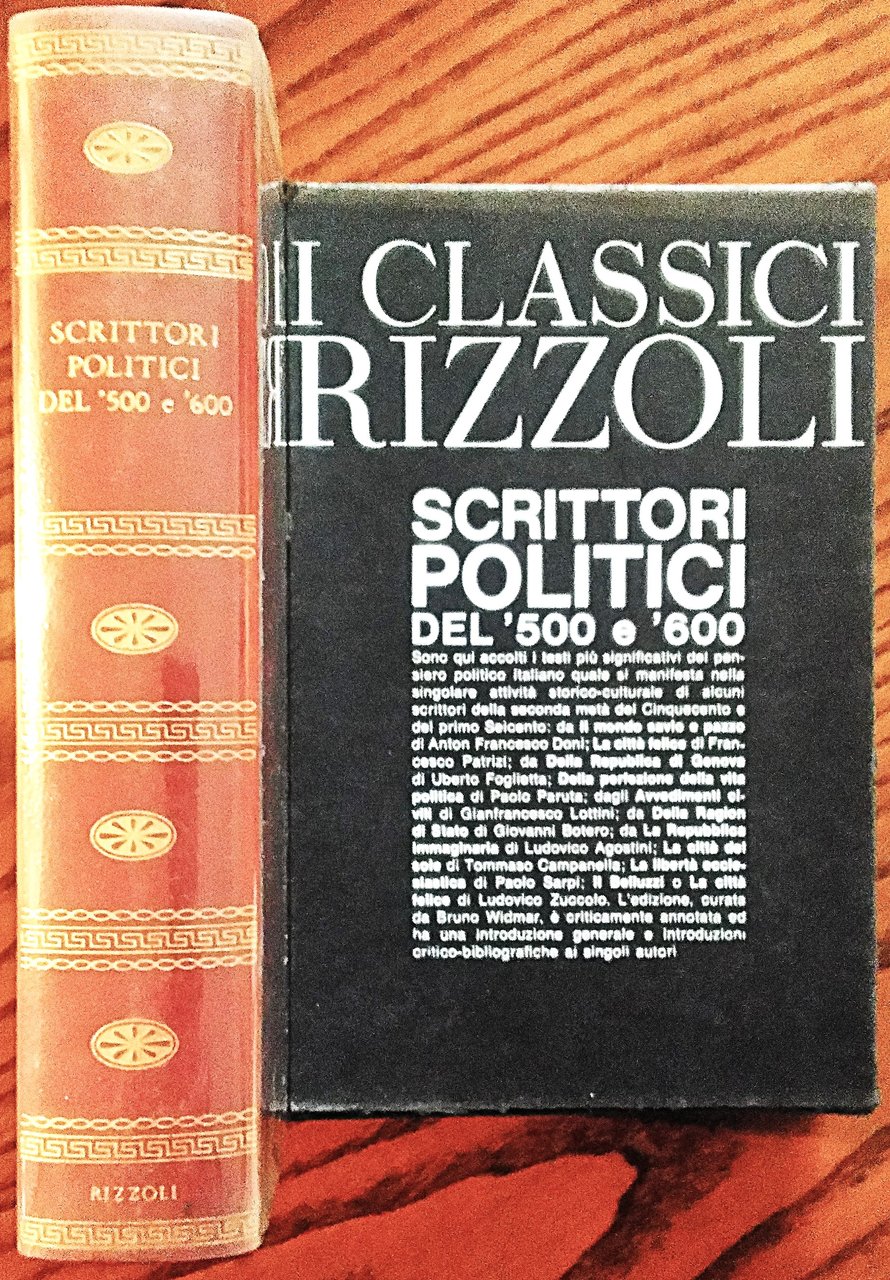 SCRITTORI
POLITICI
DEL '500 e '600
RIZZOLI
I CLASSICI
RIZZOLI
SCRITTORI
POLITICI
DEL '500 e '600
Sono qui accolti i testi più significativi del pen-
siero politico italiano quale si manifesta nella
singolare attività storico-culturale di alcuni
scrittori della seconda metà del Cinquecento e
del primo Seicento: da Il mondo savio e pazzo
di Anton Francesco Doni; La città felice di Fran-
cesco Patrizi; da Della Republica di Genova
di Uberto Foglietta; Della perfezione della vita
politica di Paolo Paruta; dagli Avvedimenti ci-
vili di Gianfrancesco Lottini; da Della Ragion
di Stato di Giovanni Botero; da La Repubblica
immaginaria di Ludovico Agostini; La città del
sole di Tommaso Campanella; La libertà eccle-
siastica di Paolo Sarpi; Il Belluzzi o La città
felice di Ludovico Zuccolo. L'edizione, curata
da Bruno Widmar, è criticamente annotata ed
ha una introduzione generale e introduzioni
critico-bibliografiche ai singoli autori